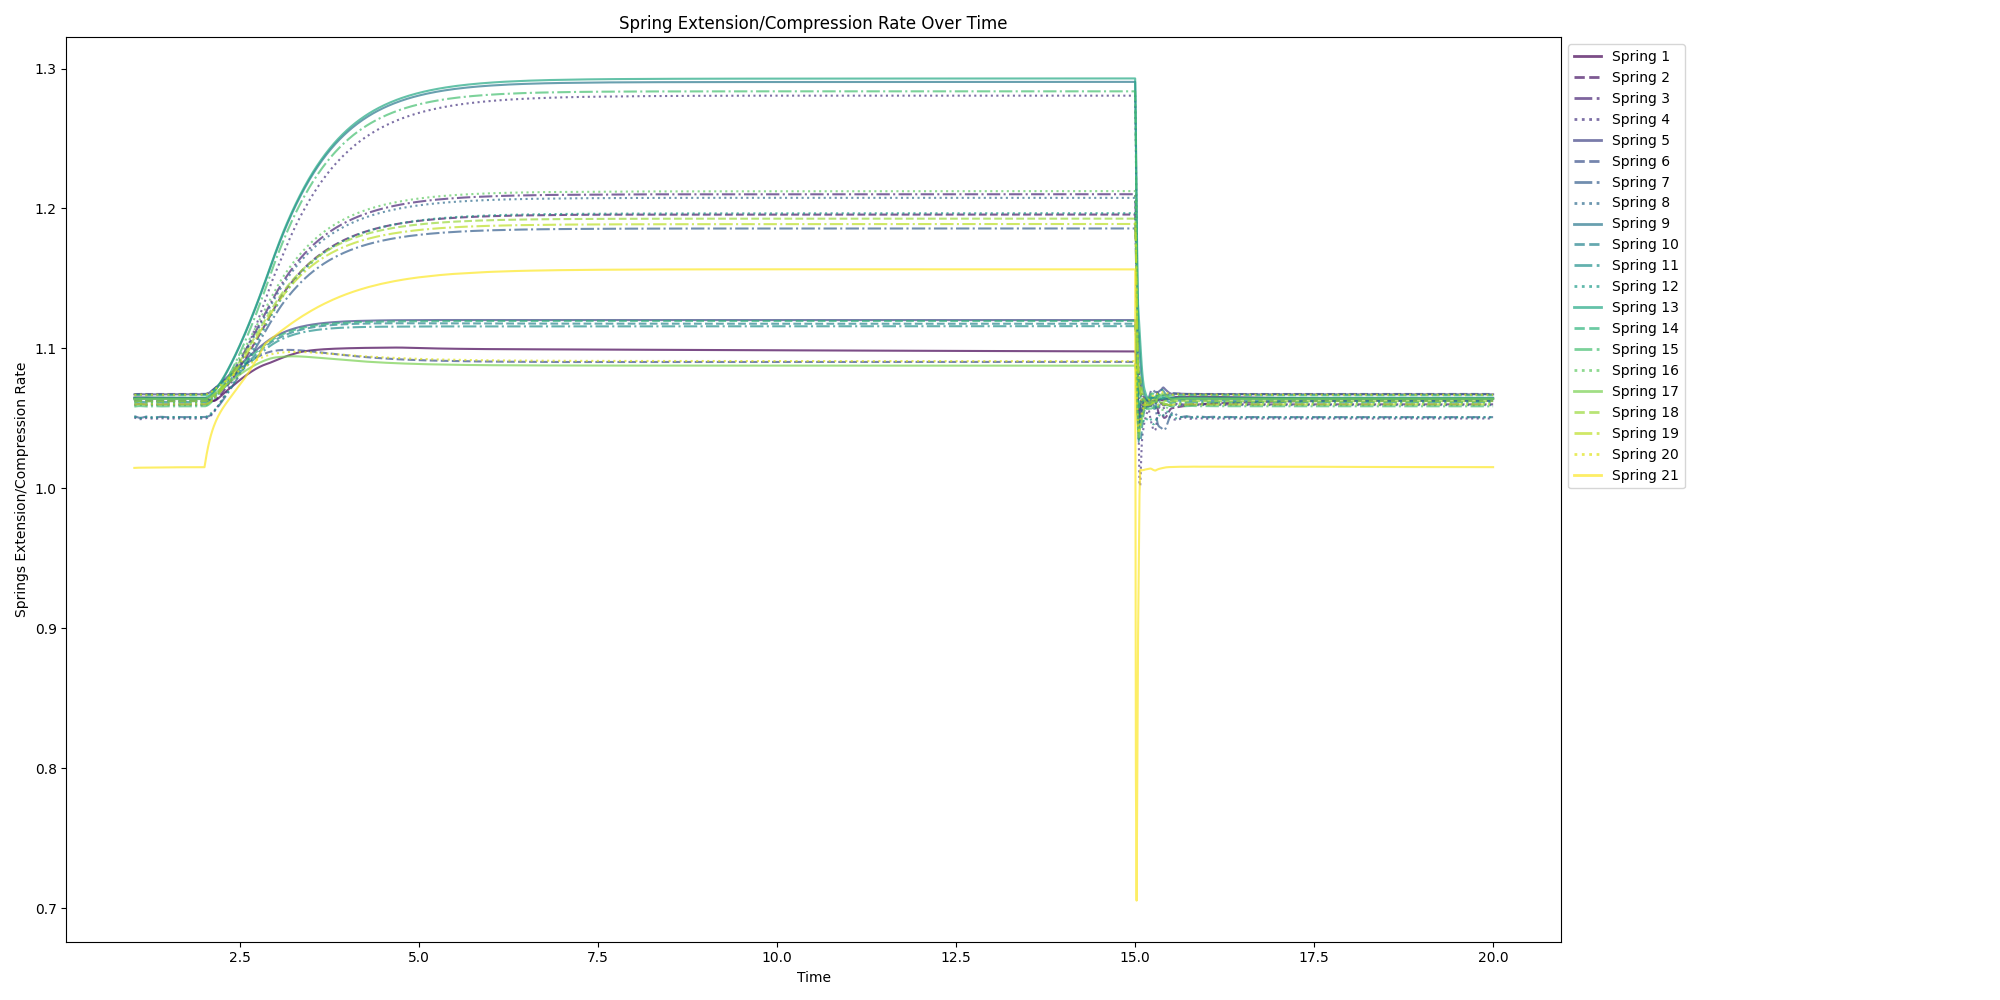 Spring Extension/Compression Rate Over Time
Springs Extension/Compression Rate
1.3
1.2
1.1
1.0
0.9
0.8
0.7
2.5 5.0 7.5 10.0 12.5 15.0 17.5 20.0
Time
Spring 1
Spring 2
Spring 3
Spring 4
Spring 5
Spring 6
Spring 7
Spring 8
Spring 9
Spring 10
Spring 11
Spring 12
Spring 13
Spring 14
Spring 15
Spring 16
Spring 17
Spring 18
Spring 19
Spring 20
Spring 21